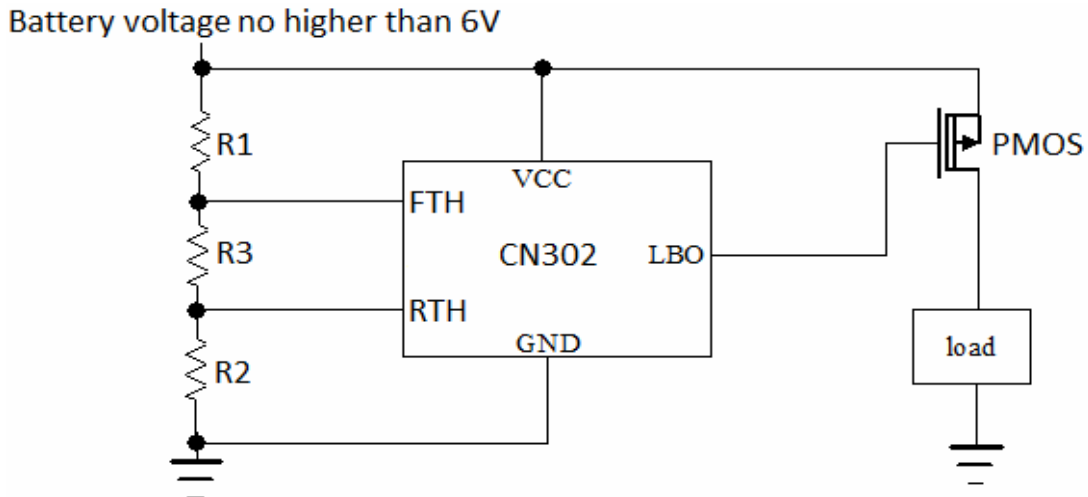 Battery voltage no higher than 6V
R1
PMOS
VCC
FTH
R3
CN302
LBO
RTH
GND
R2
load